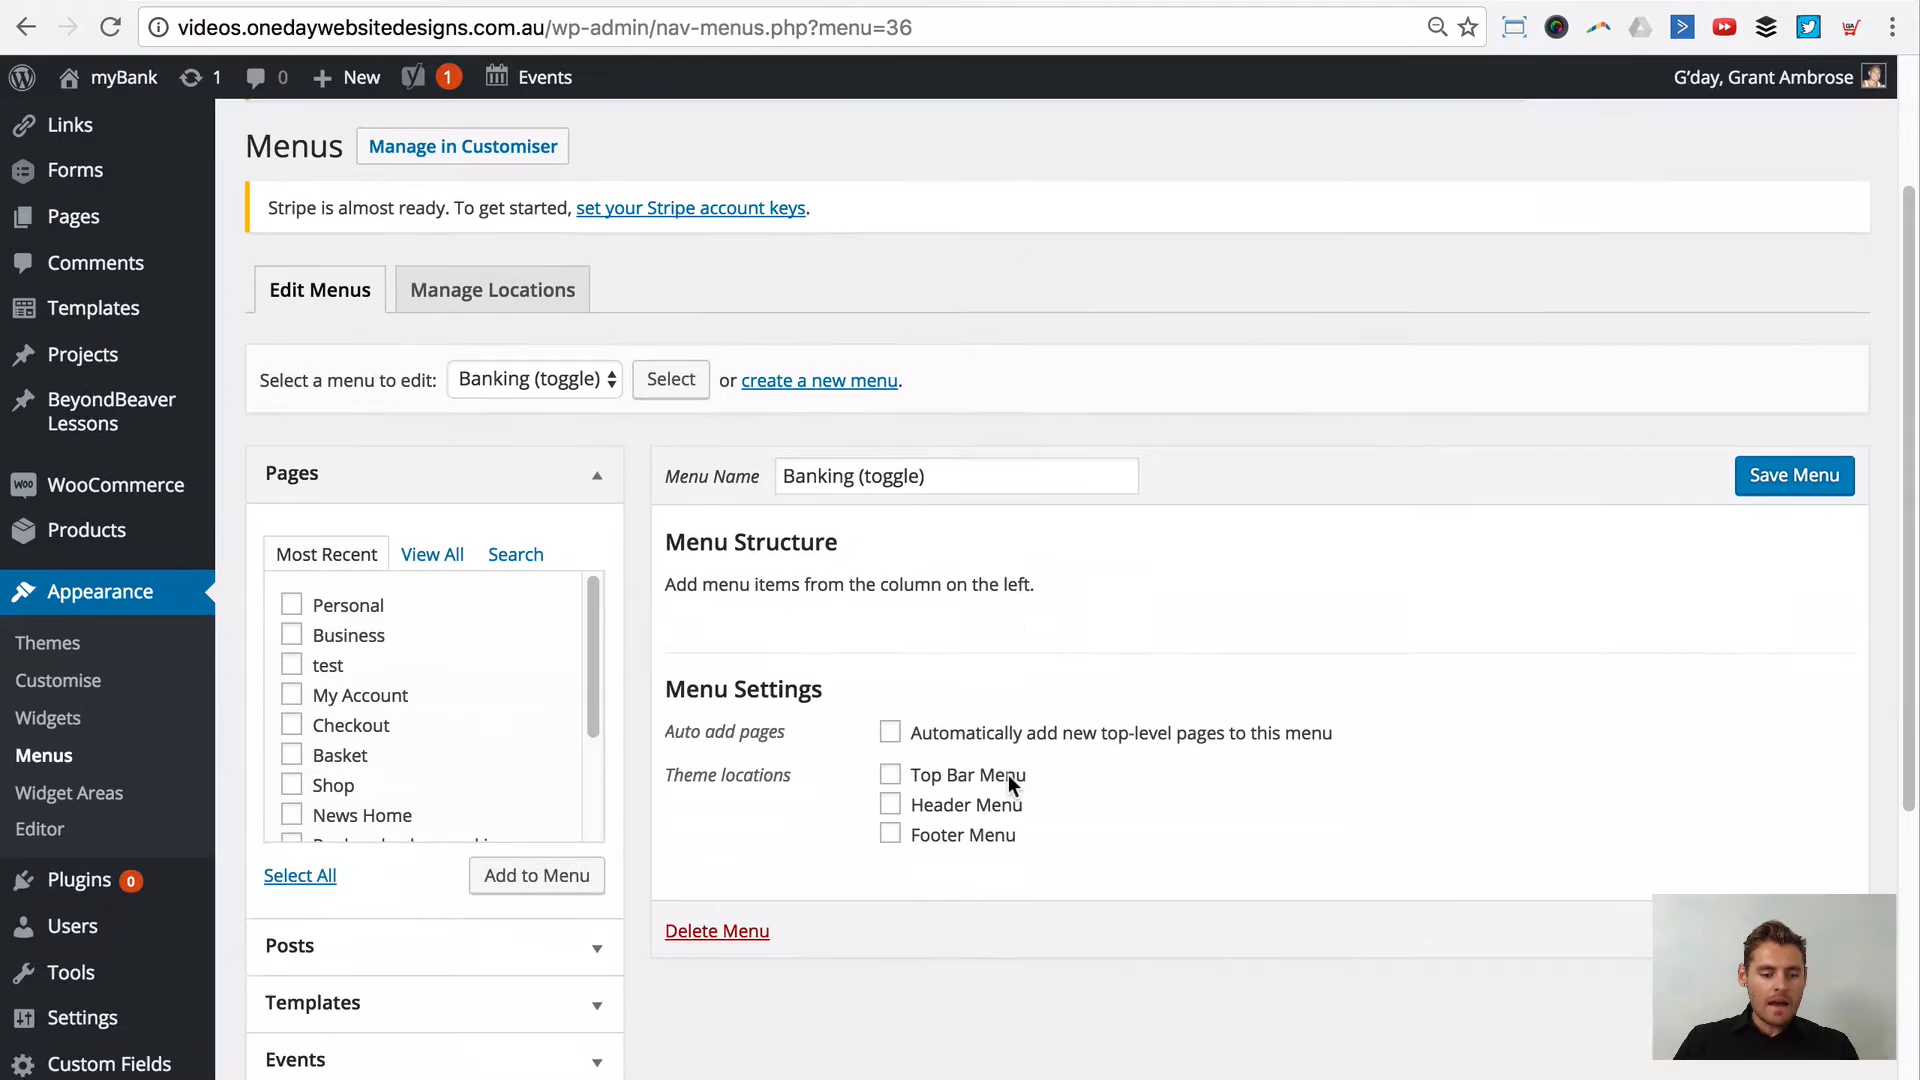 videos.onedaywebsitedesigns.com.au/wp-admin/nav-menus.php?menu=36
myBank 1 0 New 1 Events G'day, Grant Ambrose
Links
Forms
Pages
Comments
Templates
Projects
BeyondBeaver
Lessons
WooCommerce
Products
Appearance
Themes
Customise
Widgets
Menus
Widget Areas
Editor
Plugins 0
Users
Tools
Settings
Custom Fields
Menus Manage in Customiser
Stripe is almost ready. To get started, set your Stripe account keys.
Edit Menus Manage Locations
Select a menu to edit: Banking (toggle) Select or create a new menu.
Pages
Most Recent View All Search
Personal
Business
test
My Account
Checkout
Basket
Shop
News Home
Select All Add to Menu
Posts
Templates
Events
Menu Name Banking (toggle) Save Menu
Menu Structure
Add menu items from the column on the left.
Menu Settings
Auto add pages Automatically add new top-level pages to this menu
Theme locations Top Bar Menu
Header Menu
Footer Menu
Delete Menu